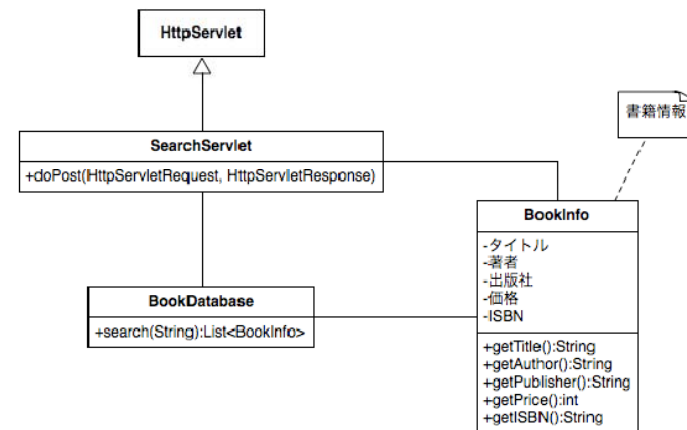 HttpServlet
SearchServlet
+doPost(HttpServletRequest, HttpServletResponse)
書籍情報
BookInfo
-タイトル
-著者
-出版社
-価格
-ISBN
+getTitle():String
+getAuthor():String
+getPublisher():String
+getPrice():int
+getISBN():String
BookDatabase
+search(String):List<BookInfo>